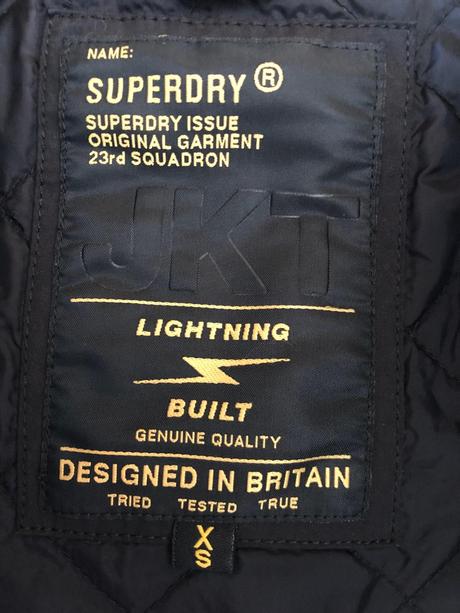 NAME:
SUPERDRY®
SUPERDRY ISSUE
ORIGINAL GARMENT
23rd SQUADRON
JKT
LIGHTNING
BUILT
GENUINE QUALITY
DESIGNED IN BRITAIN
TRIED TESTED TRUE
X
S